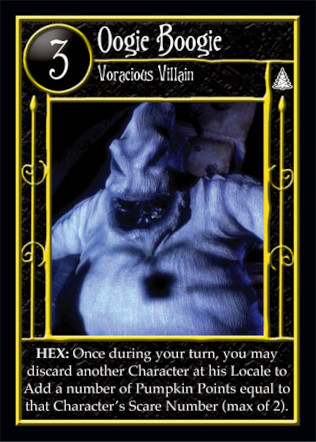 3
Oogie Boogie
Voracious Villain
HEX: Once during your turn, you may
discard another Character at his Locale to
Add a number of Pumpkin Points equal to
that Character's Scare Number (max of 2).